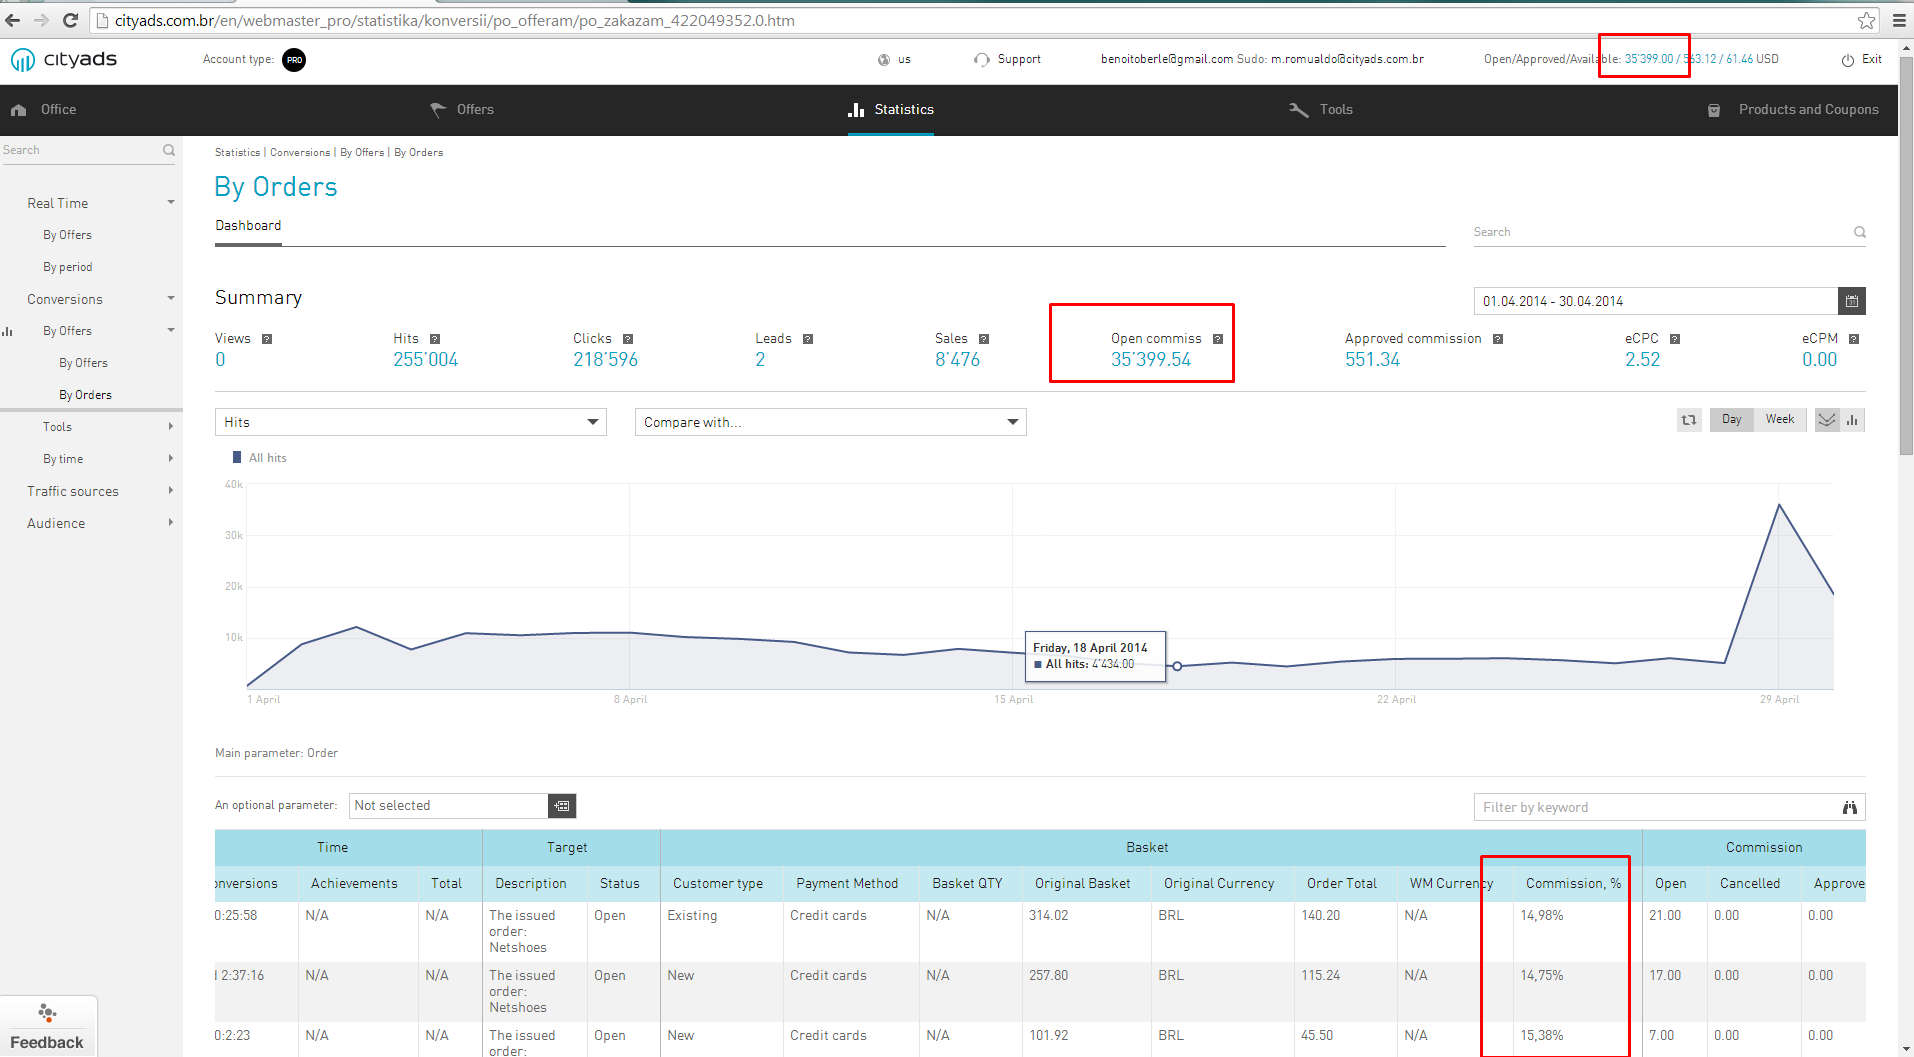 cityads.com.br/en/webmaster_pro/statistika/konversii/po_offeram/po_zakazam_422049352.0.htm
cityads
Account type: PRO
us
Support
benoitoberle@gmail.com Sudo: m.romualdo@cityads.com.br
Open/Approved/Available: 35'399.00 / 563.12 / 61.46 USD
Exit
Office
Offers
Statistics
Tools
Products and Coupons
Search
Real Time
By Offers
By period
Conversions
By Offers
By Offers
By Orders
Tools
By time
Traffic sources
Audience
Statistics | Conversions | By Offers | By Orders
By Orders
Dashboard
Search
Summary
01.04.2014 - 30.04.2014
Views ? Hits ? Clicks ? Leads ? Sales ? Open commiss ? Approved commission ? eCPC ? eCPM ?
0 255'004 218'596 2 8'476 35'399.54 551.34 2.52 0.00
Hits
Compare with...
Day Week
All hits
40k
30k
20k
10k
Friday, 18 April 2014
All hits: 4'434.00
1 April 8 April 15 April 22 April 29 April
Main parameter: Order
An optional parameter: Not selected
Filter by keyword
Time Target Basket Commission
onversions Achievements Total Description Status Customer type Payment Method Basket QTY Original Basket Original Currency Order Total WM Currency Commission, % Open Cancelled Approve
0:25:58 N/A N/A The issued Open Existing Credit cards N/A 314.02 BRL 140.20 N/A 14,98% 21.00 0.00 0.00
order:
Netshoes
2:37:16 N/A N/A The issued Open New Credit cards N/A 257.80 BRL 115.24 N/A 14,75% 17.00 0.00 0.00
order:
Netshoes
0:2:23 N/A N/A The issued Open New Credit cards N/A 101.92 BRL 45.50 N/A 15,38% 7.00 0.00 0.00
order:
Feedback